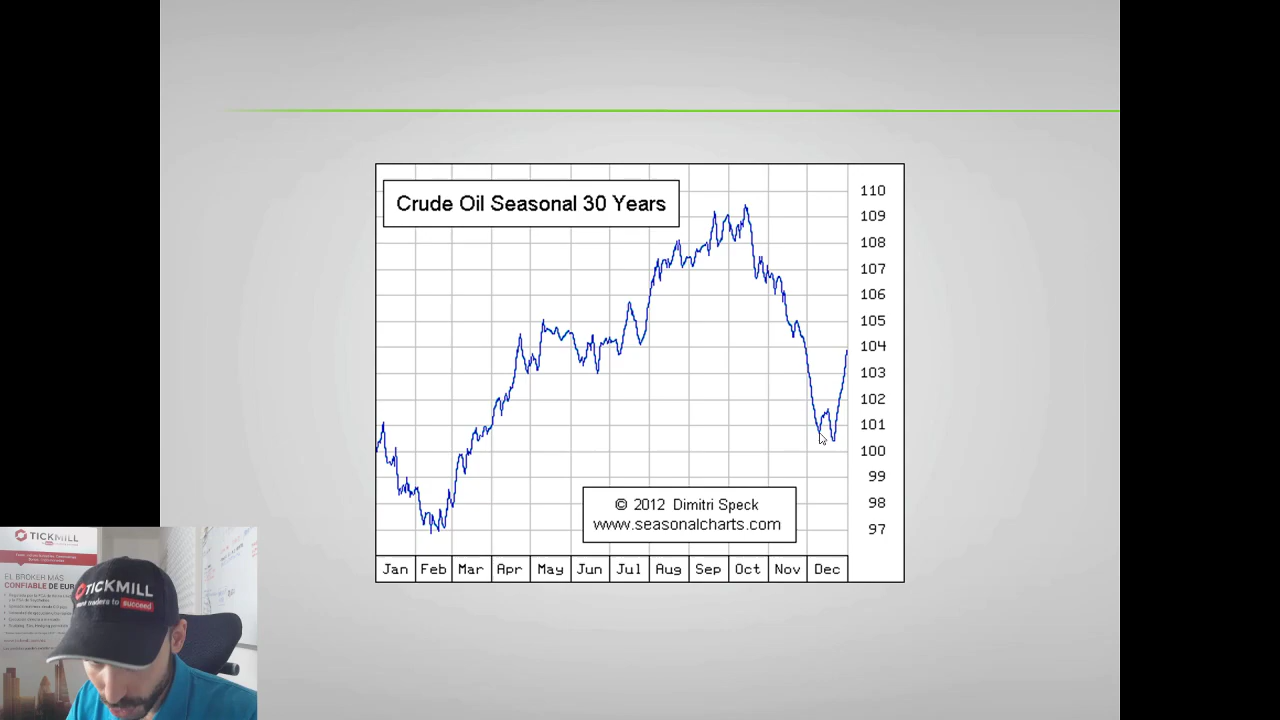 Crude Oil Seasonal 30 Years
110
109
108
107
106
105
104
103
102
101
100
99
98
97
© 2012 Dimitri Speck
www.seasonalcharts.com
Jan Feb Mar Apr May Jun Jul Aug Sep Oct Nov Dec
TICKMILL
EL BROKER MÁS
CONFIABLE DE EUR
TICKMILL
succeed